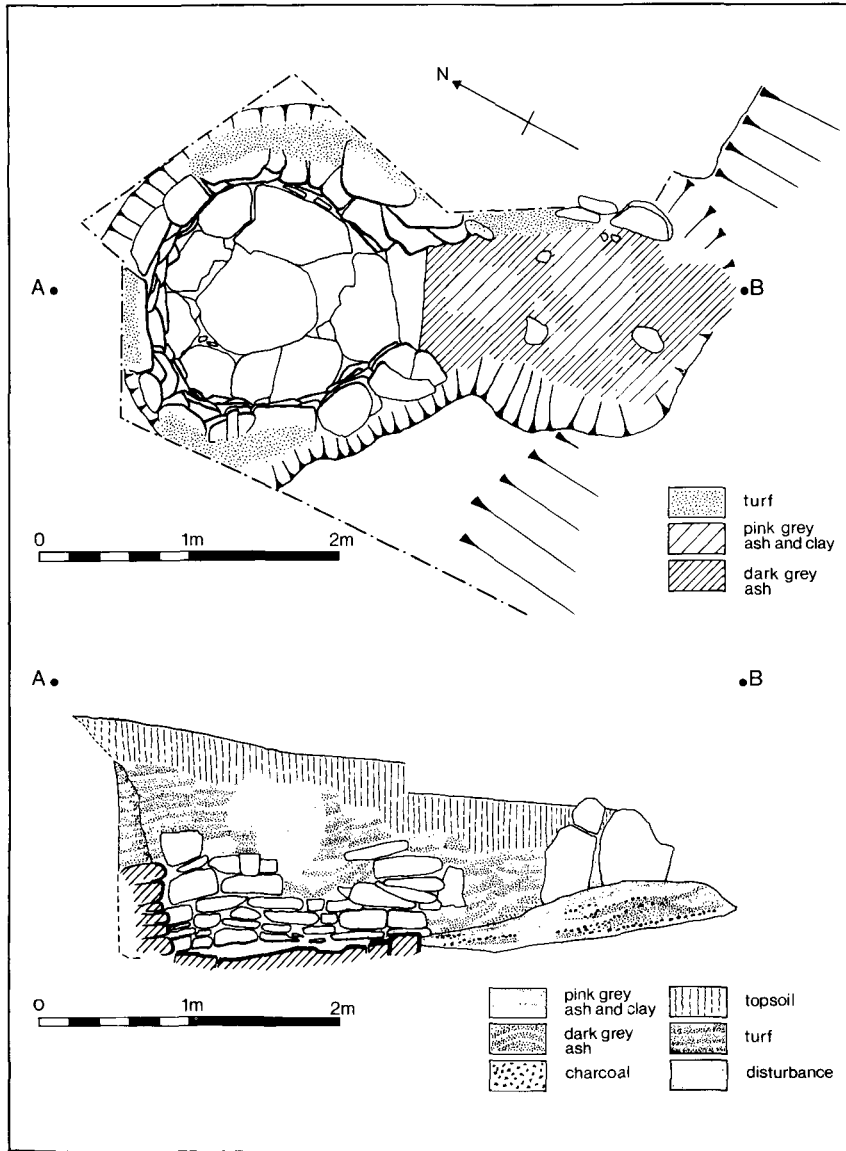 N
A
B
turf
pink grey
ash and clay
dark grey
ash
0 1m 2m
A
B
0 1m 2m
pink grey
ash and clay
topsoil
dark grey
ash
turf
charcoal
disturbance